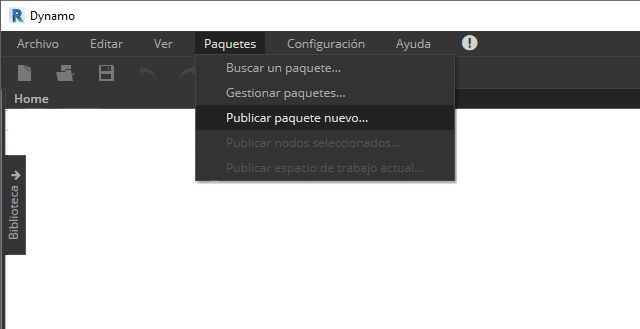 Dynamo
Archivo Editar Ver Paquetes Configuración Ayuda
Buscar un paquete...
Gestionar paquetes...
Home
Publicar paquete nuevo...
Publicar nodos seleccionados...
Publicar espacio de trabajo actual...
Biblioteca